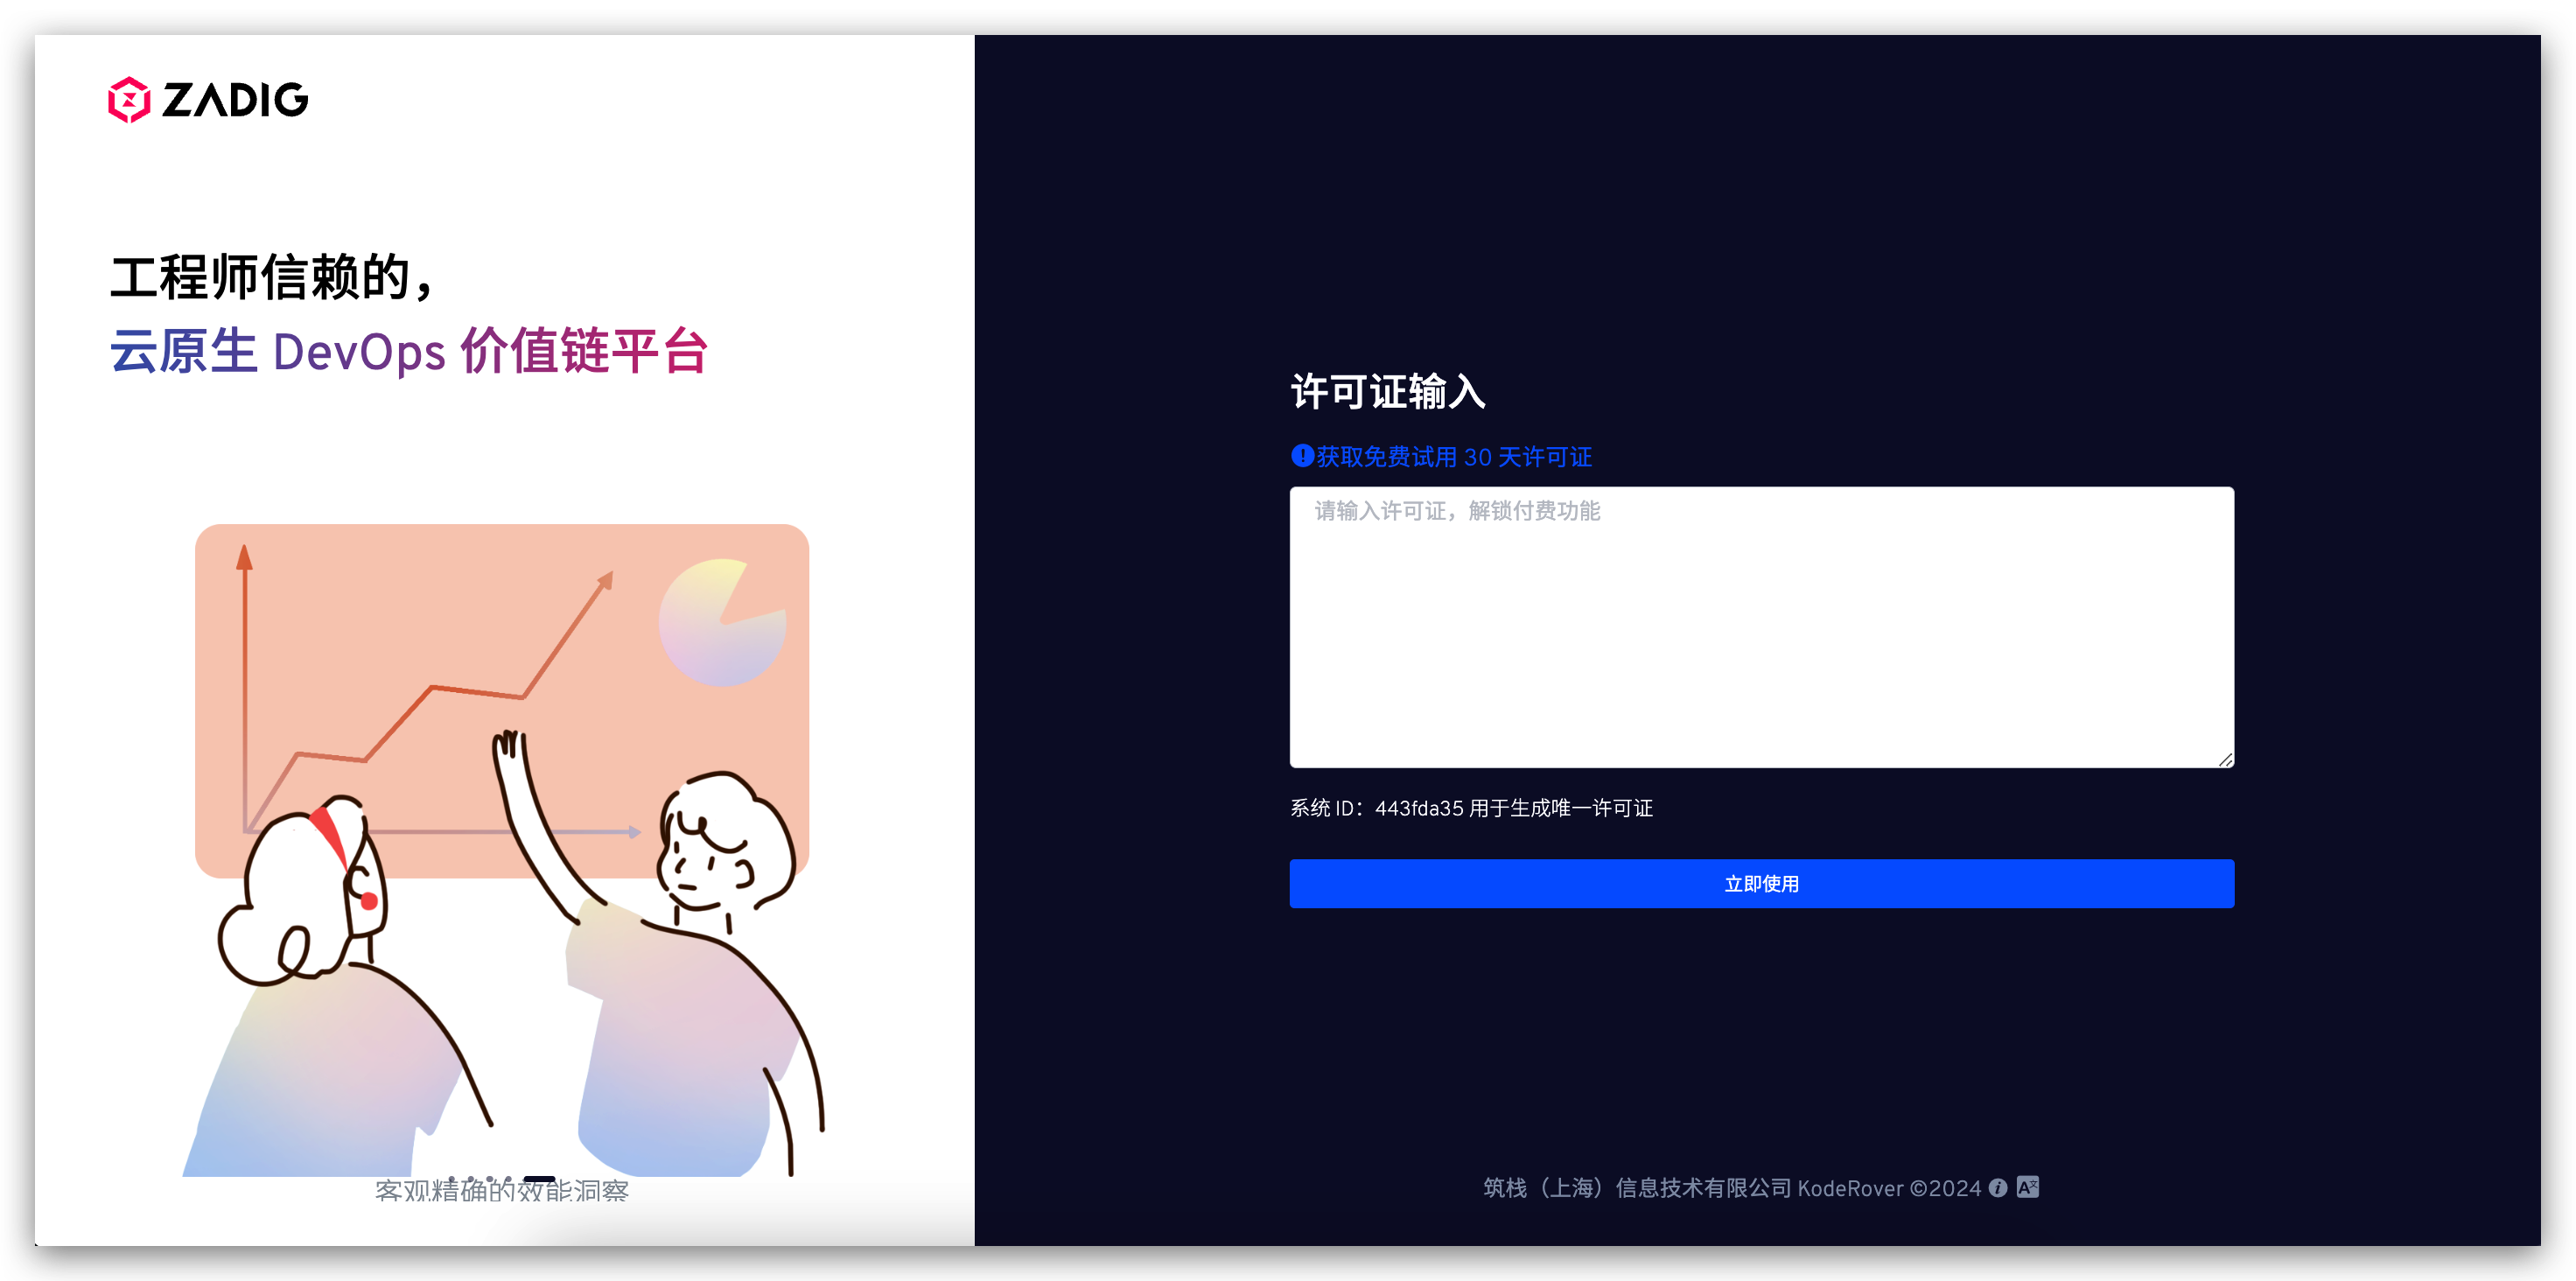 ZADIG
工程师信赖的，
云原生 DevOps 价值链平台
客观精确的效能洞察
许可证输入
获取免费试用 30 天许可证
请输入许可证，解锁付费功能
系统 ID：443fda35 用于生成唯一许可证
立即使用
筑栈（上海）信息技术有限公司 KodeRover ©2024